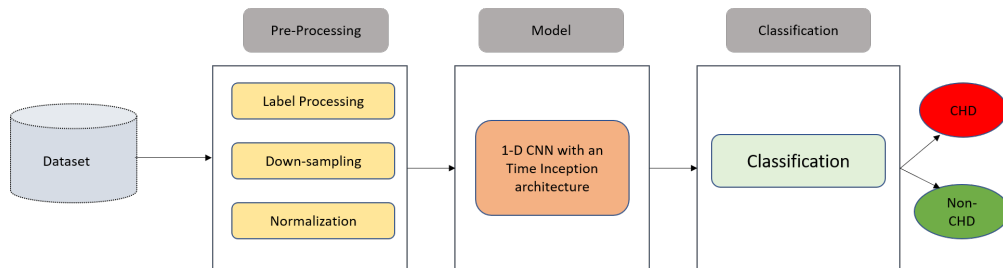 Pre-Processing
Model
Classification
Dataset
Label Processing
Down-sampling
Normalization
1-D CNN with an
Time Inception
architecture
Classification
CHD
Non-
CHD